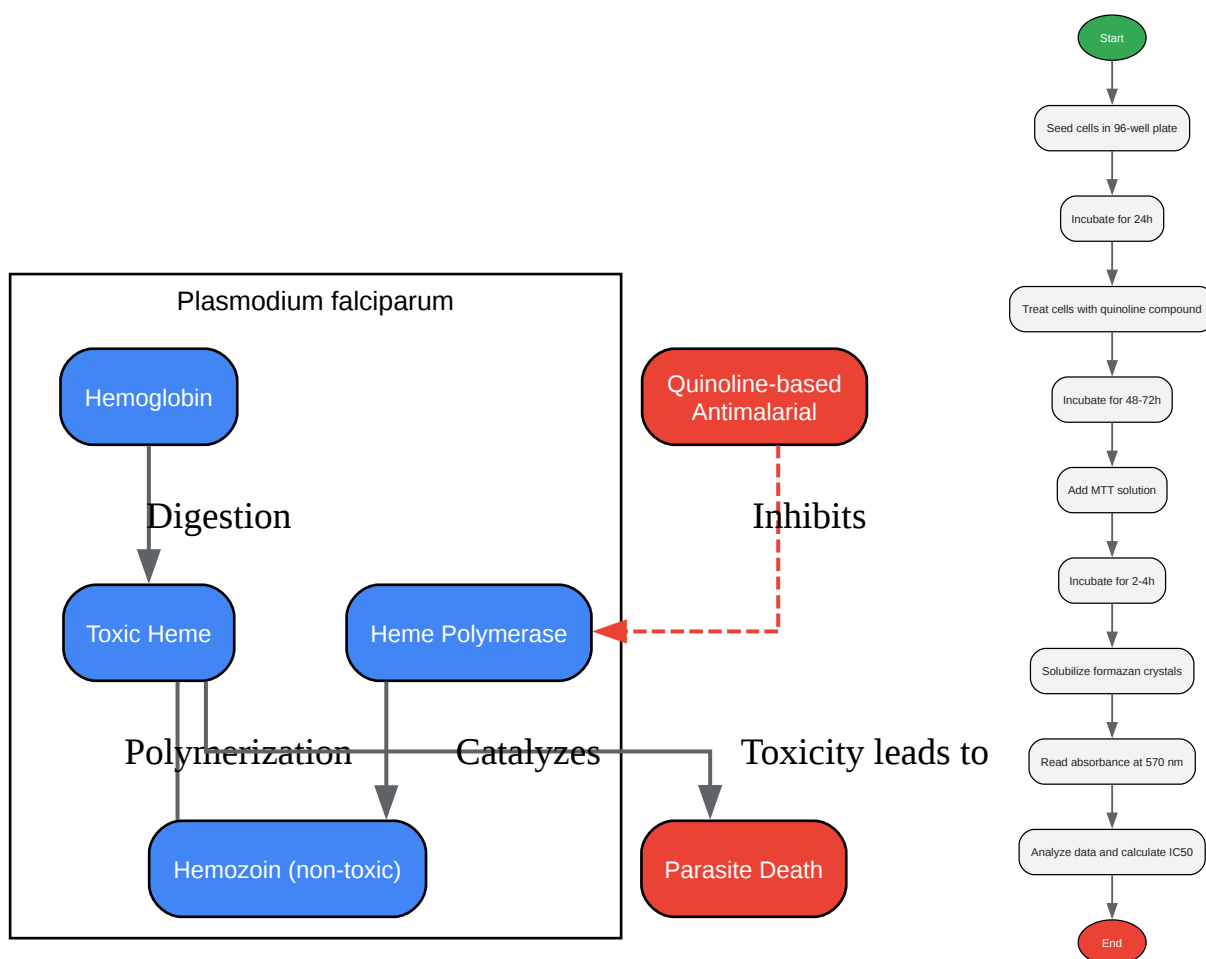 Plasmodium falciparum
Hemoglobin
Quinoline-based
Antimalarial
Digestion
Inhibits
Toxic Heme
Heme Polymerase
Polymerization
Catalyzes
Toxicity leads to
Hemozoin (non-toxic)
Parasite Death
Start
Seed cells in 96-well plate
Incubate for 24h
Treat cells with quinoline compound
Incubate for 48-72h
Add MTT solution
Incubate for 2-4h
Solubilize formazan crystals
Read absorbance at 570 nm
Analyze data and calculate IC50
End